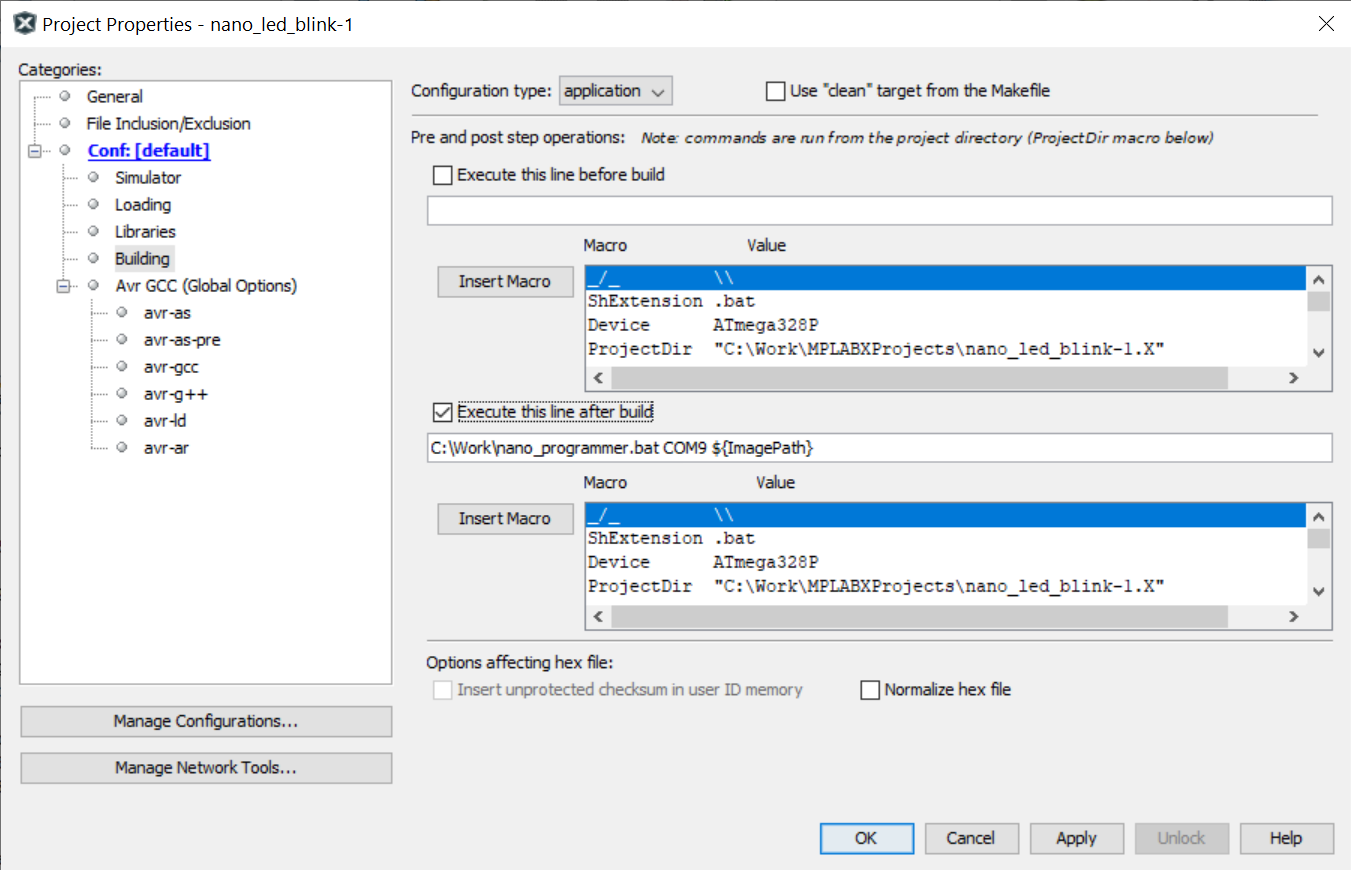 Project Properties - nano_led_blink-1
Categories:
General
File Inclusion/Exclusion
Conf: [default]
Simulator
Loading
Libraries
Building
Avr GCC (Global Options)
avr-as
avr-as-pre
avr-gcc
avr-g++
avr-ld
avr-ar
Manage Configurations...
Manage Network Tools...
Configuration type: application Use "clean" target from the Makefile
Pre and post step operations: Note: commands are run from the project directory (ProjectDir macro below)
Execute this line before build
Macro Value
Insert Macro
_/_ \\
ShExtension .bat
Device ATmega328P
ProjectDir "C:\Work\MPLABXProjects\nano_led_blink-1.X"
Execute this line after build
C:\Work\nano_programmer.bat COM9 ${ImagePath}
Macro Value
Insert Macro
_/_ \\
ShExtension .bat
Device ATmega328P
ProjectDir "C:\Work\MPLABXProjects\nano_led_blink-1.X"
Options affecting hex file:
Insert unprotected checksum in user ID memory Normalize hex file
OK Cancel Apply Unlock Help